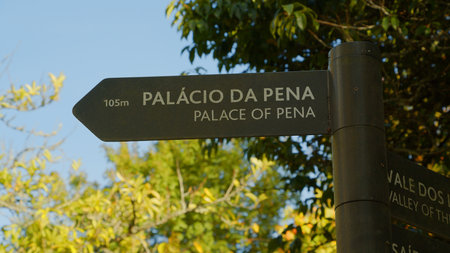 105m
PALÁCIO DA PENA
PALACE OF PENA
VALE DOS
VALLEY OF